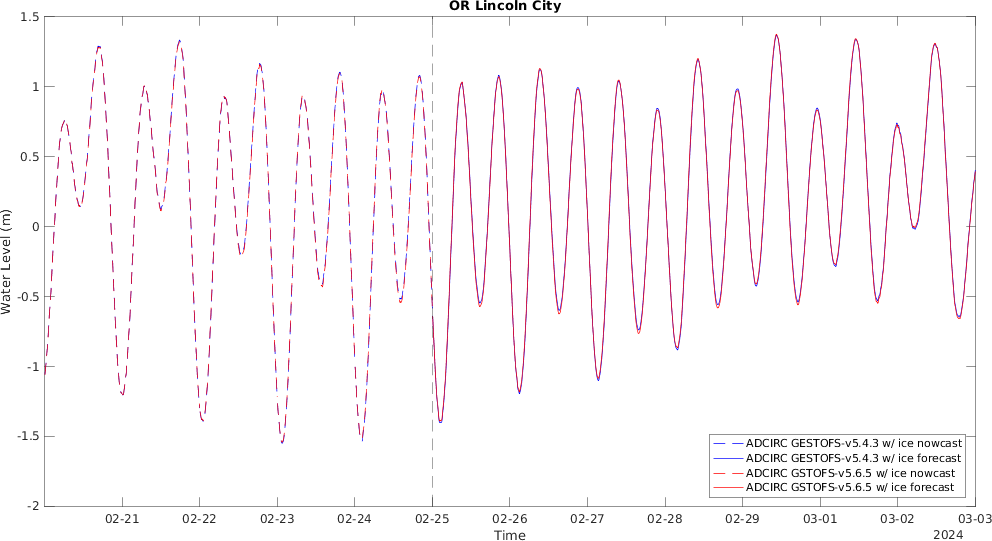 OR Lincoln City
1.5
1
0.5
0
-0.5
-1
-1.5
-2
Water Level (m)
ADCIRC GESTOFS-v5.4.3 w/ ice nowcast
ADCIRC GESTOFS-v5.4.3 w/ ice forecast
ADCIRC GSTOFS-v5.6.5 w/ ice nowcast
ADCIRC GSTOFS-v5.6.5 w/ ice forecast
02-21 02-22 02-23 02-24 02-25 02-26 02-27 02-28 02-29 03-01 03-02 03-03
Time
2024